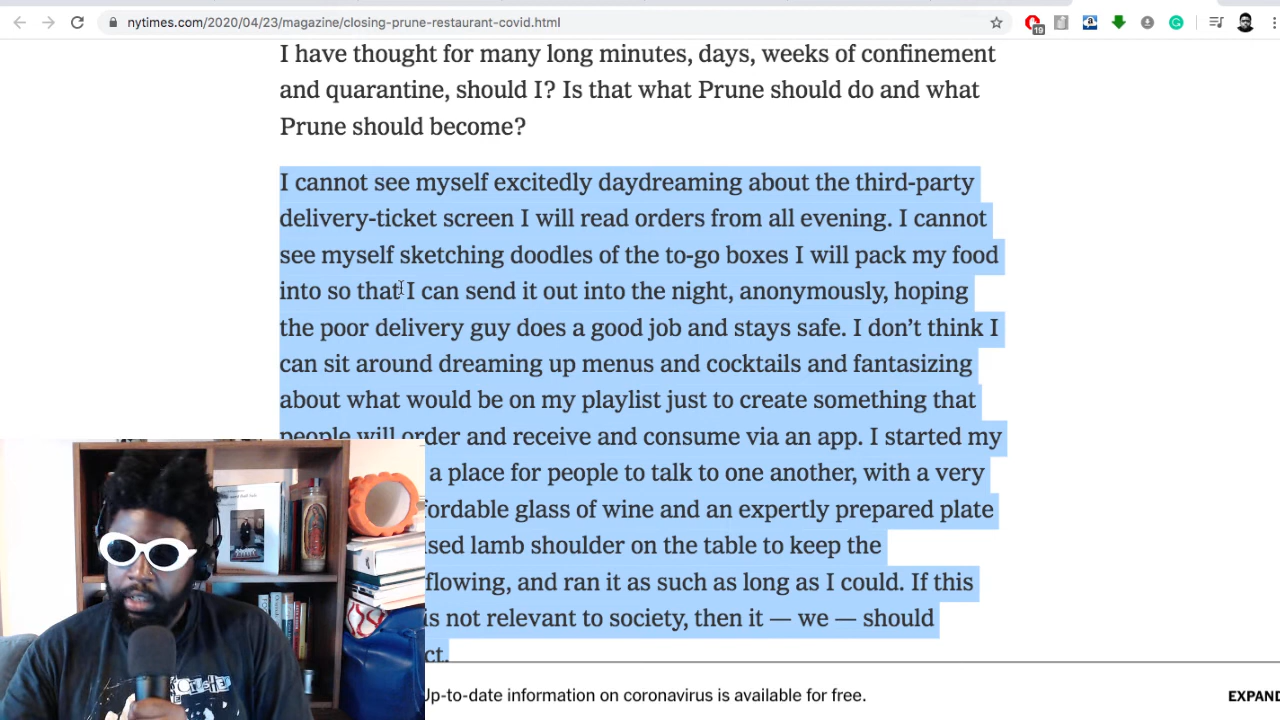 nytimes.com/2020/04/23/magazine/closing-prune-restaurant-covid.html
19
I have thought for many long minutes, days, weeks of confinement
and quarantine, should I? Is that what Prune should do and what
Prune should become?
I cannot see myself excitedly daydreaming about the third-party
delivery-ticket screen I will read orders from all evening. I cannot
see myself sketching doodles of the to-go boxes I will pack my food
into so that I can send it out into the night, anonymously, hoping
the poor delivery guy does a good job and stays safe. I don’t think I
can sit around dreaming up menus and cocktails and fantasizing
about what would be on my playlist just to create something that
people will order and receive and consume via an app. I started my
a place for people to talk to one another, with a very
fordable glass of wine and an expertly prepared plate
sed lamb shoulder on the table to keep the
flowing, and ran it as such as long as I could. If this
is not relevant to society, then it — we — should
ct.
Up-to-date information on coronavirus is available for free.
EXPAND